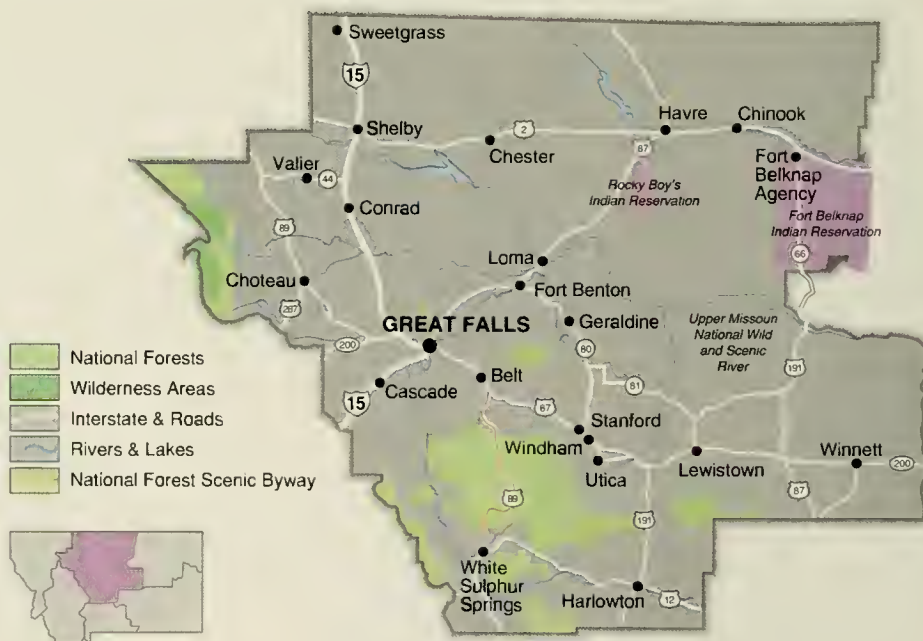 Sweetgrass
15
Shelby
2
Havre
Chinook
Chester
87
Valier
44
Rocky Boy's
Indian Reservation
Fort
Belknap
Agency
Fort Belknap
Indian Reservation
Conrad
89
66
Loma
Choteau
Fort Benton
287
GREAT FALLS
Geraldine
Upper Missouri
National Wild
and Scenic
River
200
80
191
81
Belt
Cascade
15
87
Stanford
Windham
Utica
Lewistown
Winnett
200
89
87
191
White
Sulphur
Springs
Harlowton
12
National Forests
Wilderness Areas
Interstate & Roads
Rivers & Lakes
National Forest Scenic Byway